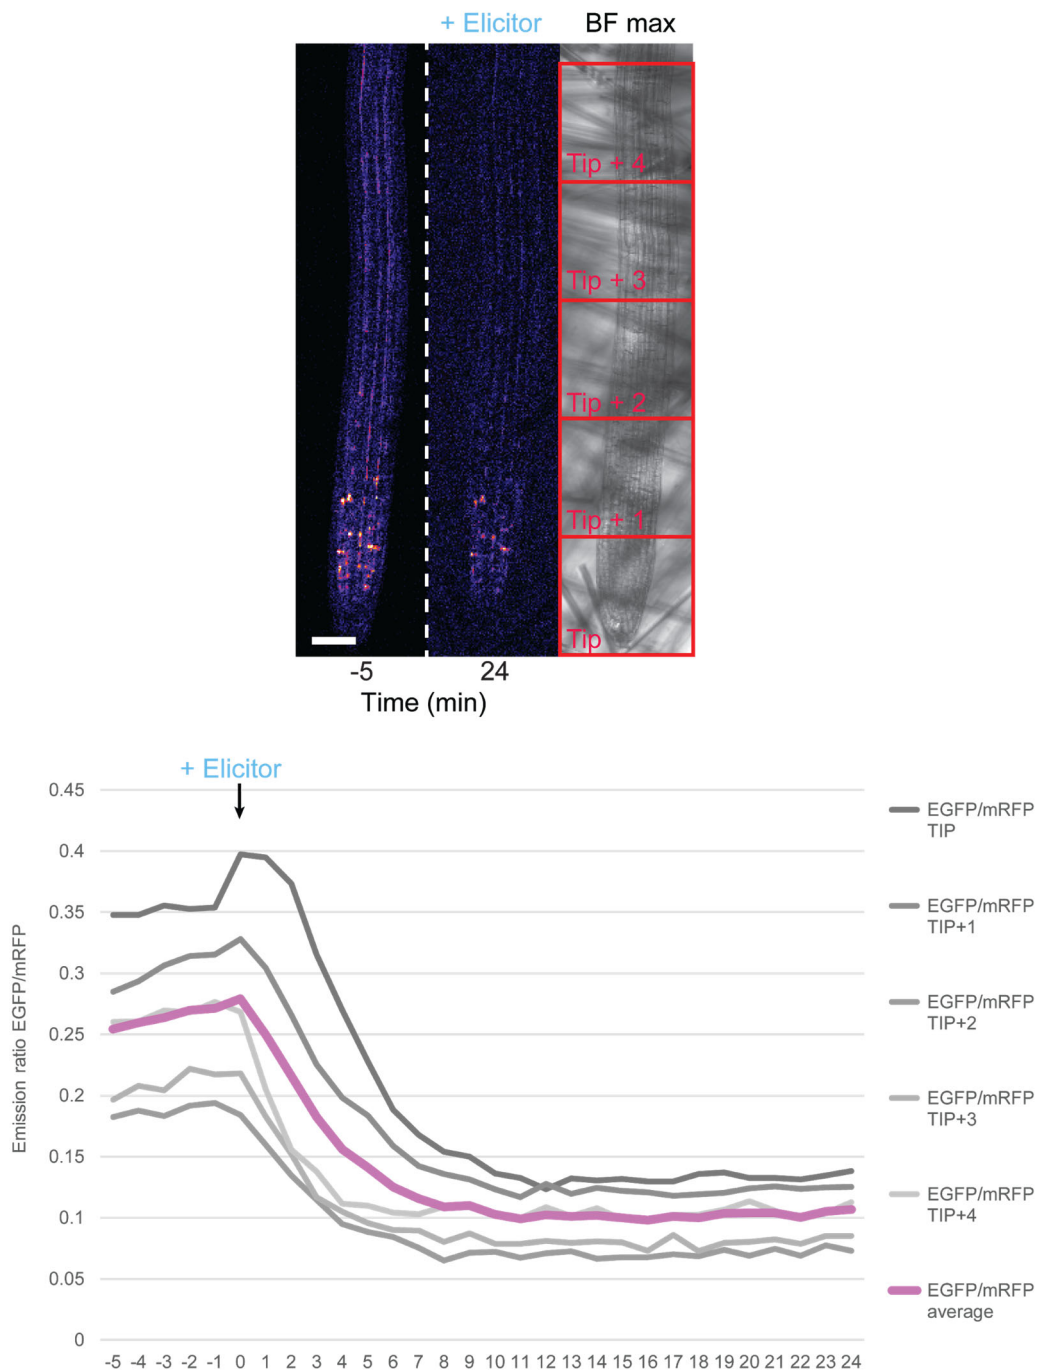 + Elicitor BF max
Tip + 4
Tip + 3
Tip + 2
Tip + 1
Tip
-5 24
Time (min)
+ Elicitor
Emission ratio EGFP/mRFP
0.45
0.4
0.35
0.3
0.25
0.2
0.15
0.1
0.05
0
-5 -4 -3 -2 -1 0 1 2 3 4 5 6 7 8 9 10 11 12 13 14 15 16 17 18 19 20 21 22 23 24
EGFP/mRFP
TIP
EGFP/mRFP
TIP+1
EGFP/mRFP
TIP+2
EGFP/mRFP
TIP+3
EGFP/mRFP
TIP+4
EGFP/mRFP
average